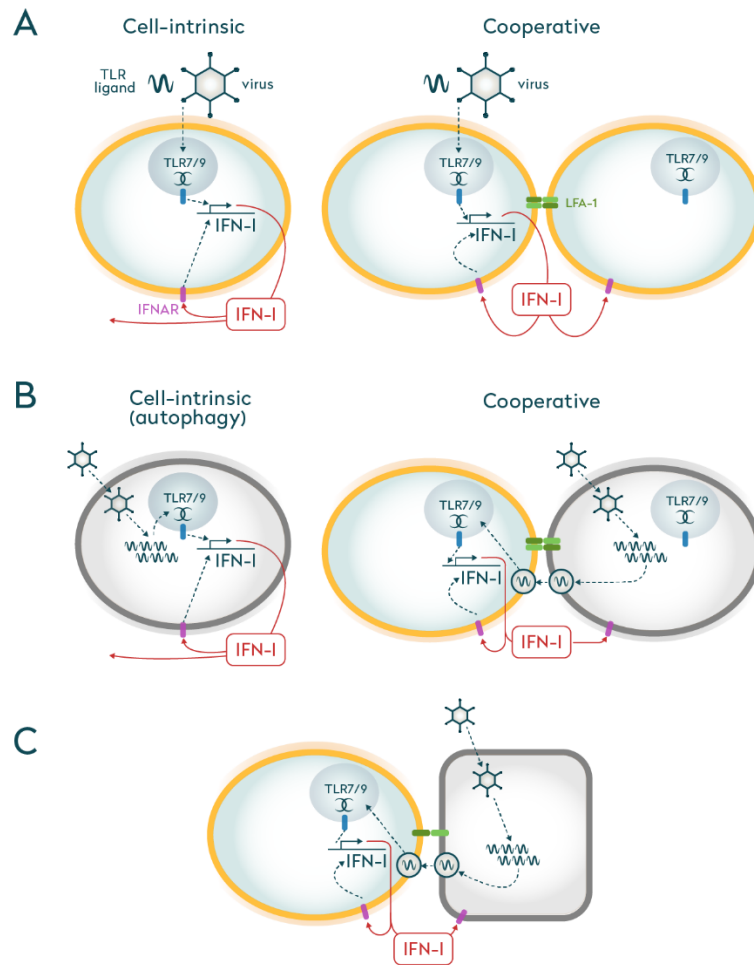 A
Cell-intrinsic
Cooperative
TLR
ligand
virus
virus
TLR7/9
TLR7/9
TLR7/9
LFA-1
IFN-I
IFN-I
IFNAR
IFN-I
IFN-I
B
Cell-intrinsic
(autophagy)
Cooperative
TLR7/9
TLR7/9
TLR7/9
IFN-I
IFN-I
IFN-I
IFN-I
C
TLR7/9
IFN-I
IFN-I